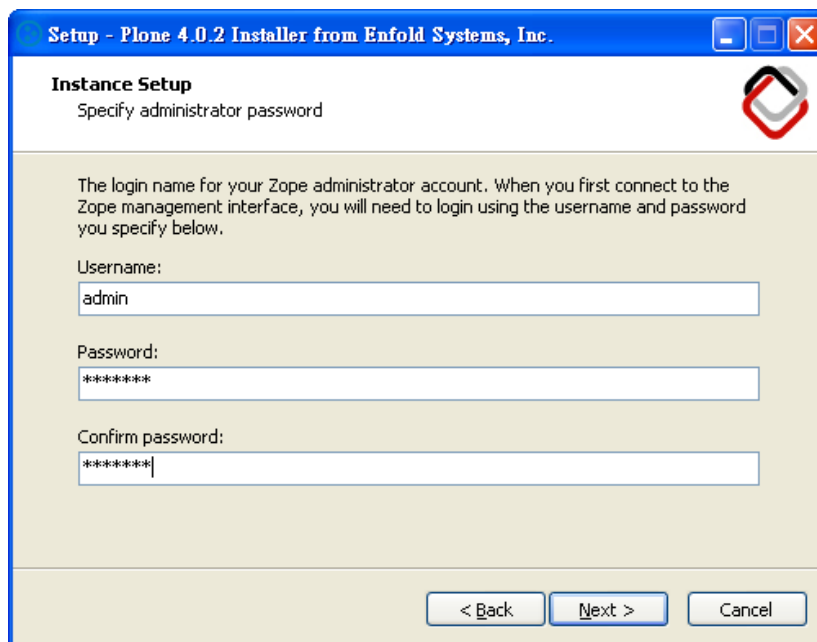 Setup - Plone 4.0.2 Installer from Enfold Systems, Inc.
Instance Setup
Specify administrator password
The login name for your Zope administrator account. When you first connect to the
Zope management interface, you will need to login using the username and password
you specify below.
Username:
admin
Password:
*******
Confirm password:
*******
< Back
Next >
Cancel